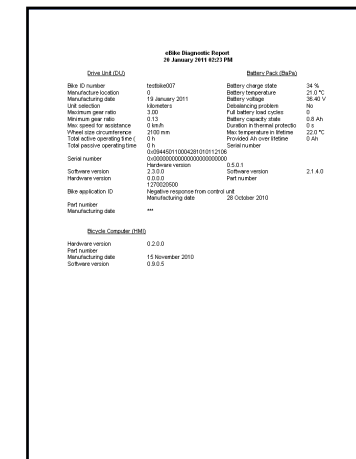 eBike Diagnostic Report
20 January 2011 02:23 PM
Drive Unit (DU)
Bike ID number testbike007
Manufacture location 0
Manufacturing date 19 January 2011
Unit selection kilometers
Maximum gear ratio 3.00
Minimum gear ratio 0.13
Max speed for assistance 0 km/h
Wheel size circumference 2100 mm
Total active operating time ( 0 h
Total passive operating time 0 h
Serial number 0x0000000000000000000000
Software version 2.3.0.0
Hardware version 0.0.0.0
1270020500
Bike application ID Negative response from control unit
Part number
Manufacturing date ***
Battery Pack (BaPa)
Battery charge state 34 %
Battery temperature 21.0 °C
Battery voltage 36.40 V
Debalancing problem No
Full battery load cycles 0
Battery capacity state 0.8 Ah
Duration in thermal protectio 0 s
Max temperature in lifetime 22.0 °C
Provided Ah over lifetime 0 Ah
Serial number
Hardware version 0.5.0.1
Software version 2.1.4.0
Part number
Manufacturing date 28 October 2010
Bicycle Computer (HMI)
Hardware version 0.2.0.0
Part number
Manufacturing date 15 November 2010
Software version 0.9.0.5